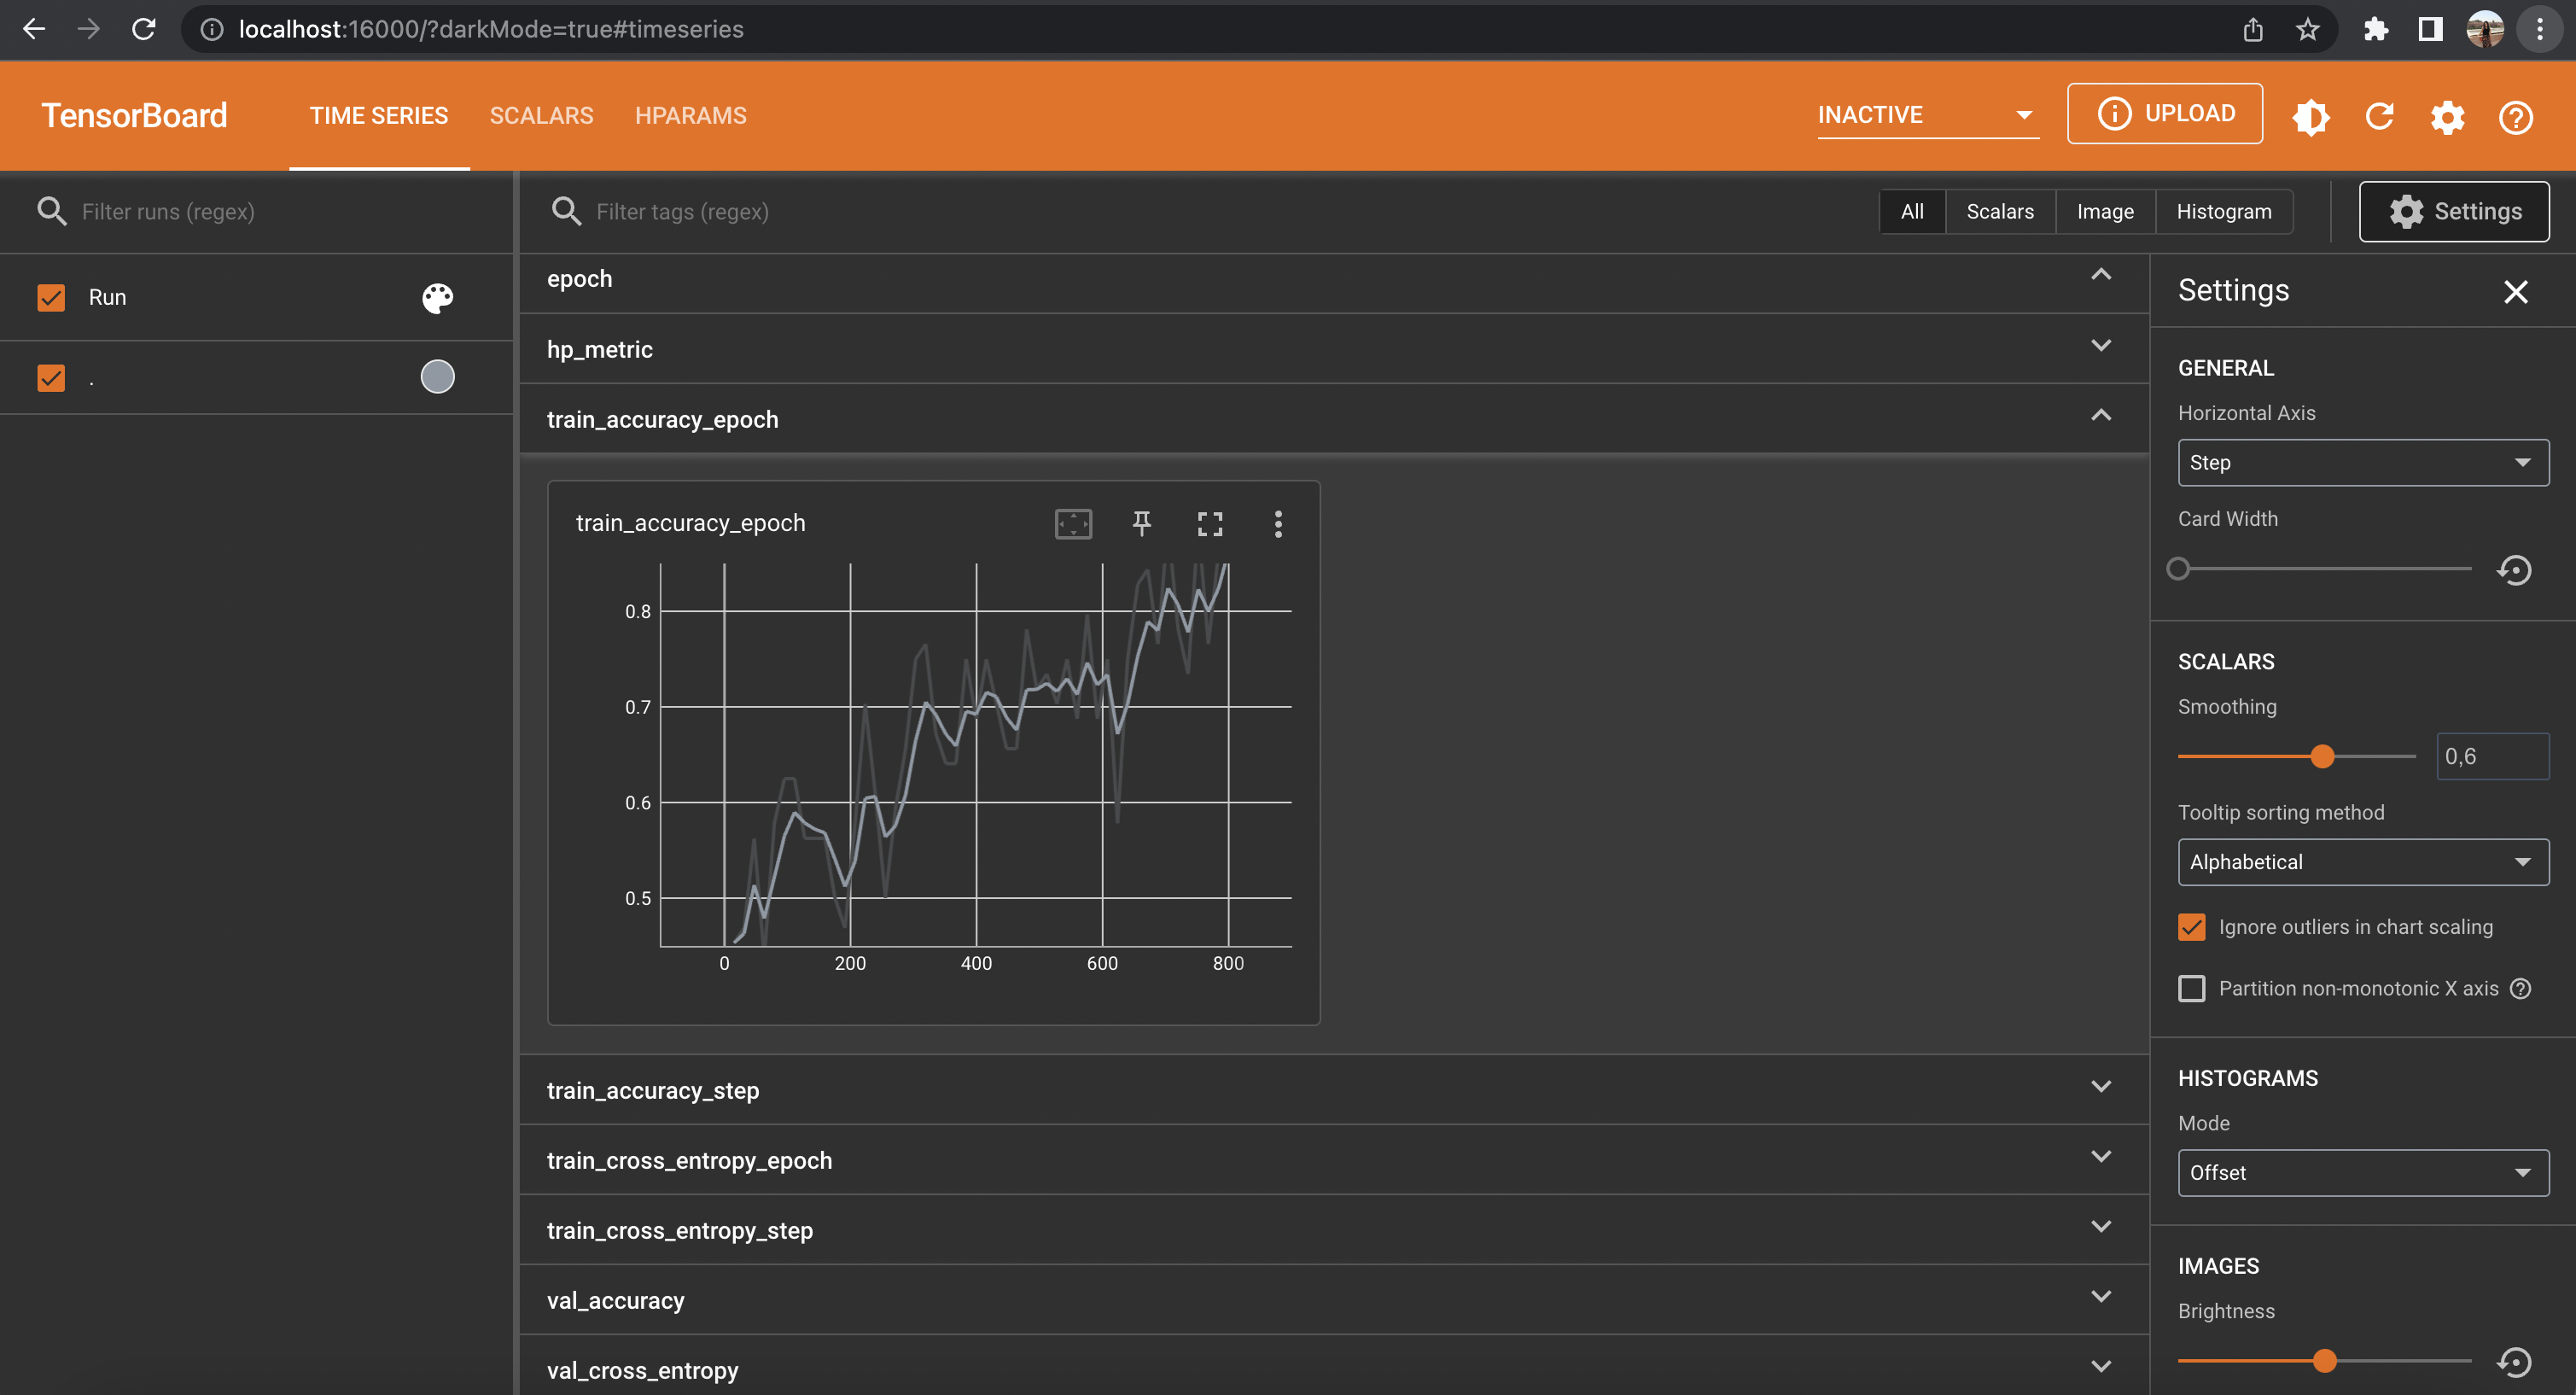 localhost:16000/?darkMode=true#timeseries
TensorBoard
TIME SERIES
SCALARS
HPARAMS
INACTIVE
UPLOAD
Filter runs (regex)
Filter tags (regex)
All
Scalars
Image
Histogram
Settings
Run
.
epoch
hp_metric
train_accuracy_epoch
train_accuracy_epoch
0.8
0.7
0.6
0.5
0
200
400
600
800
train_accuracy_step
train_cross_entropy_epoch
train_cross_entropy_step
val_accuracy
val_cross_entropy
Settings
GENERAL
Horizontal Axis
Step
Card Width
SCALARS
Smoothing
0,6
Tooltip sorting method
Alphabetical
Ignore outliers in chart scaling
Partition non-monotonic X axis
HISTOGRAMS
Mode
Offset
IMAGES
Brightness